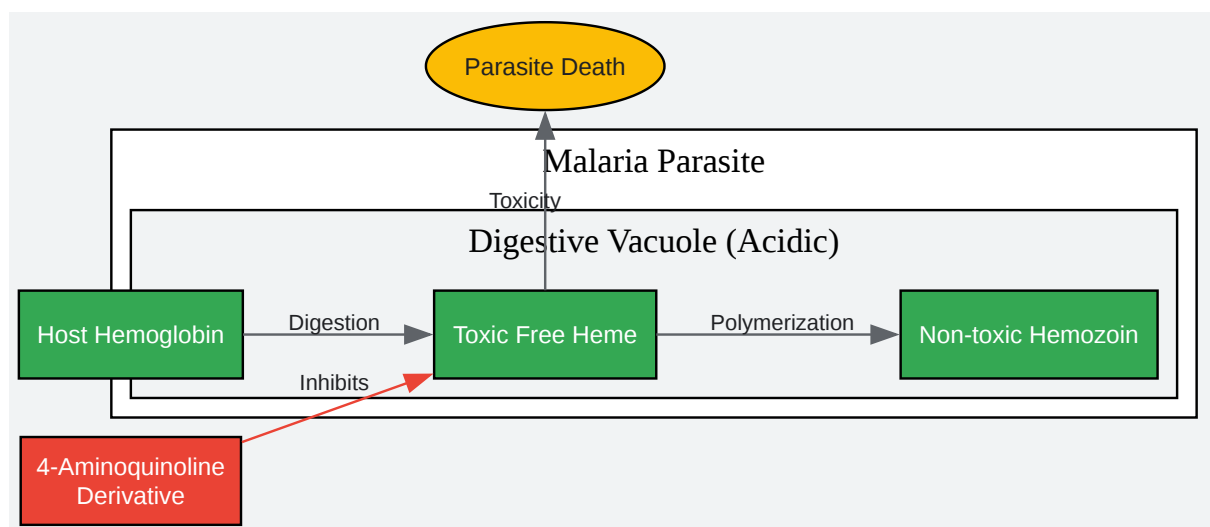 Parasite Death
Malaria Parasite
Toxicity
Digestive Vacuole (Acidic)
Host Hemoglobin
Digestion
Toxic Free Heme
Polymerization
Non-toxic Hemozoin
Inhibits
4-Aminoquinoline
Derivative